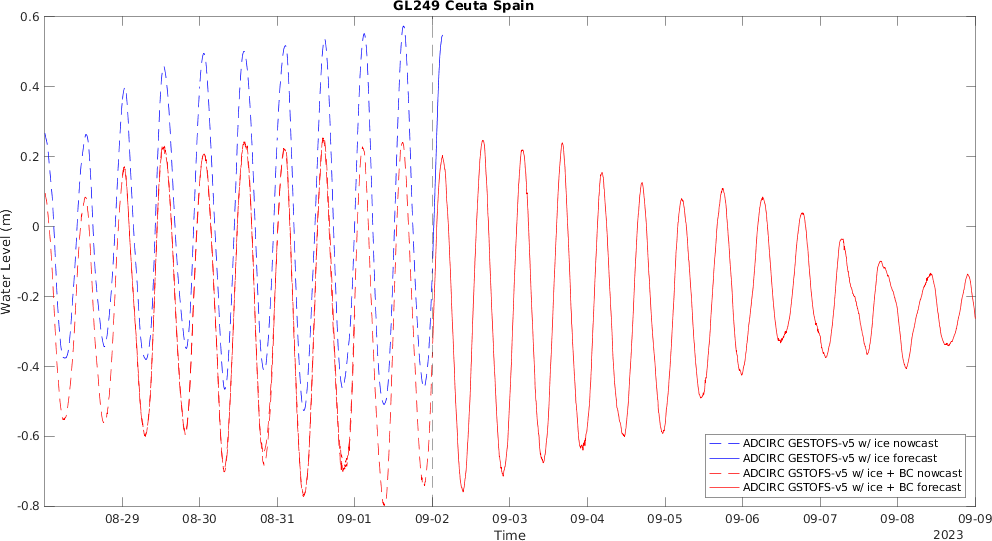 GL249 Ceuta Spain
Water Level (m)
0.6
0.4
0.2
0
-0.2
-0.4
-0.6
-0.8
08-29 08-30 08-31 09-01 09-02 09-03 09-04 09-05 09-06 09-07 09-08 09-09
Time
2023
ADCIRC GESTOFS-v5 w/ ice nowcast
ADCIRC GESTOFS-v5 w/ ice forecast
ADCIRC GSTOFS-v5 w/ ice + BC nowcast
ADCIRC GSTOFS-v5 w/ ice + BC forecast